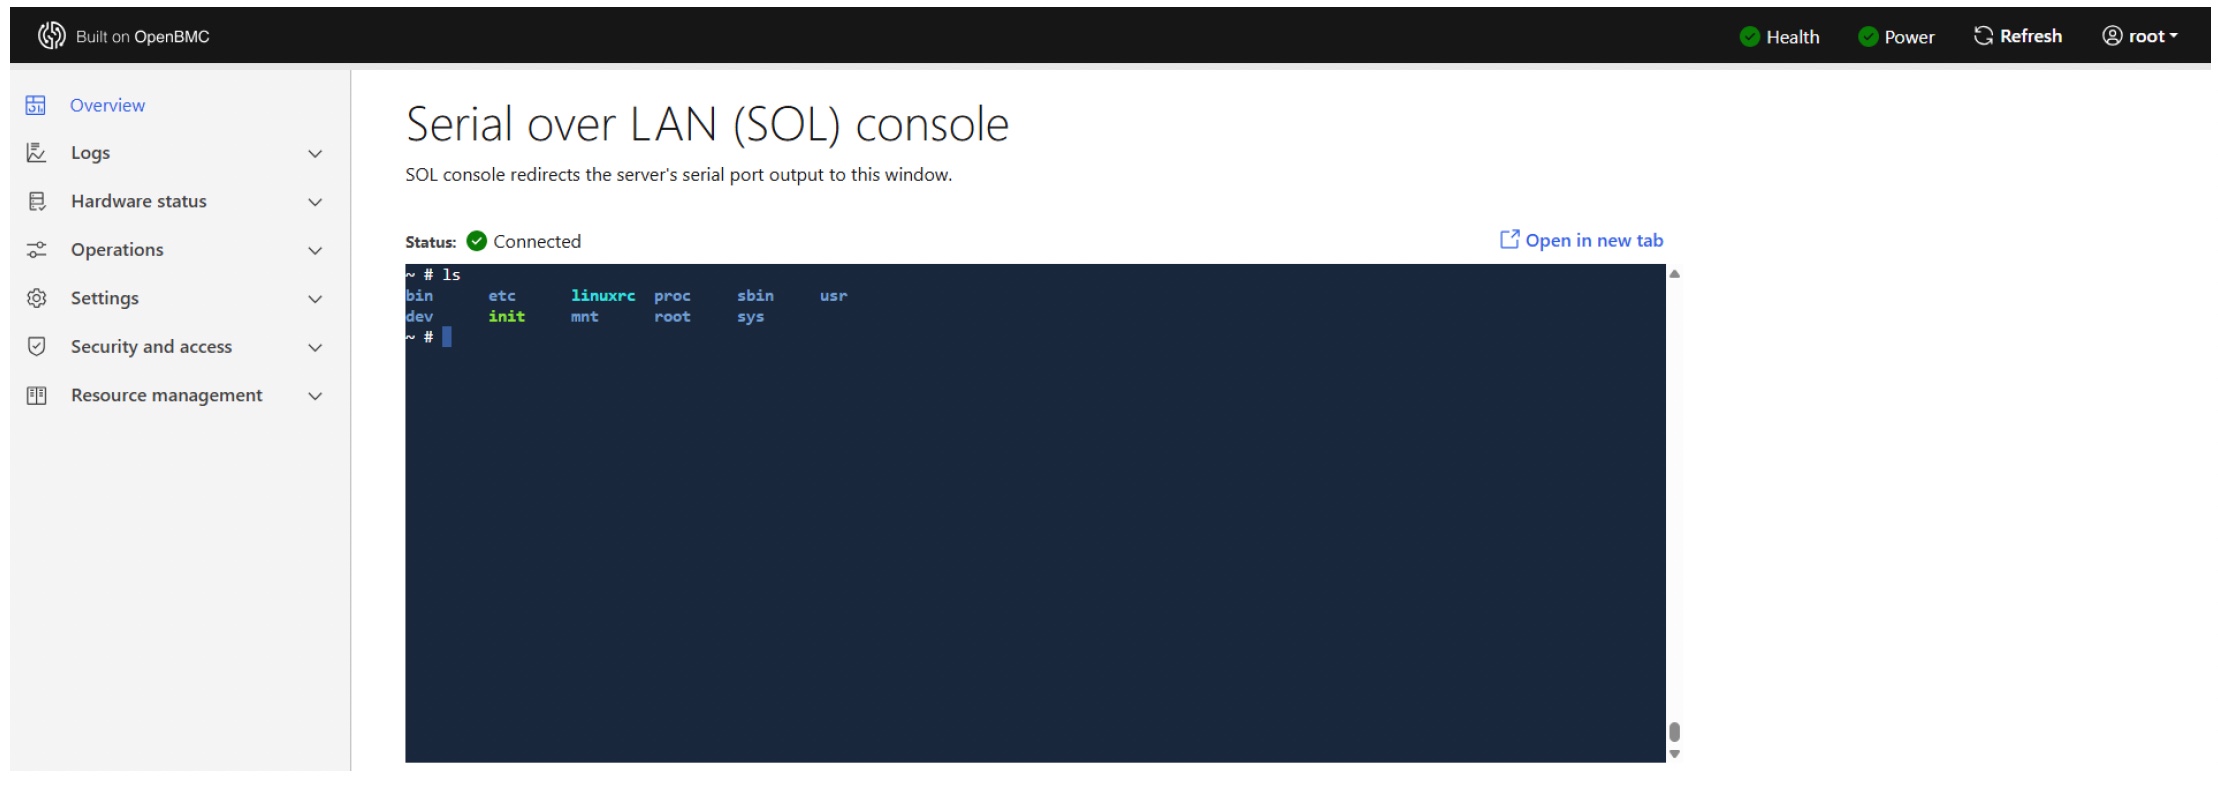 Built on OpenBMC
Health Power Refresh root
Overview
Logs
Hardware status
Operations
Settings
Security and access
Resource management
Serial over LAN (SOL) console
SOL console redirects the server's serial port output to this window.
Status: Connected
Open in new tab
~ # ls
bin etc linuxrc proc sbin usr
dev init mnt root sys
~ #